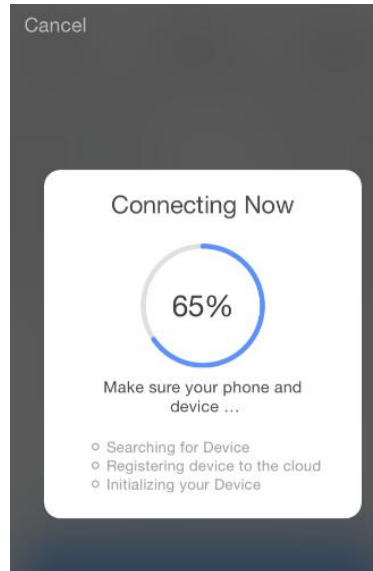 Cancel
Connecting Now
65%
Make sure your phone and
device ...
Searching for Device
Registering device to the cloud
Initializing your Device